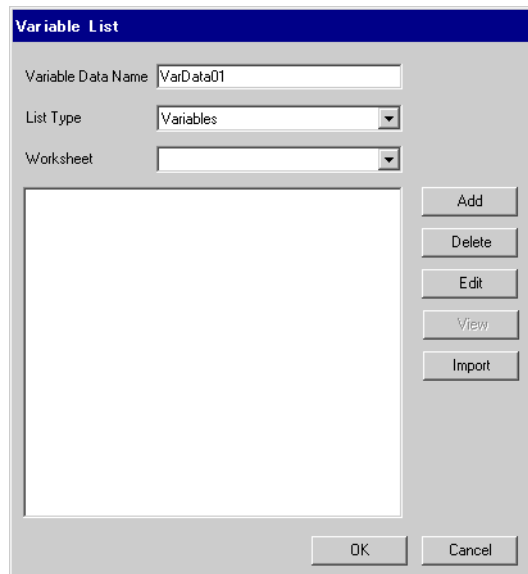 Variable List
Variable Data Name VarData01
List Type Variables
Worksheet
Add
Delete
Edit
View
Import
OK Cancel